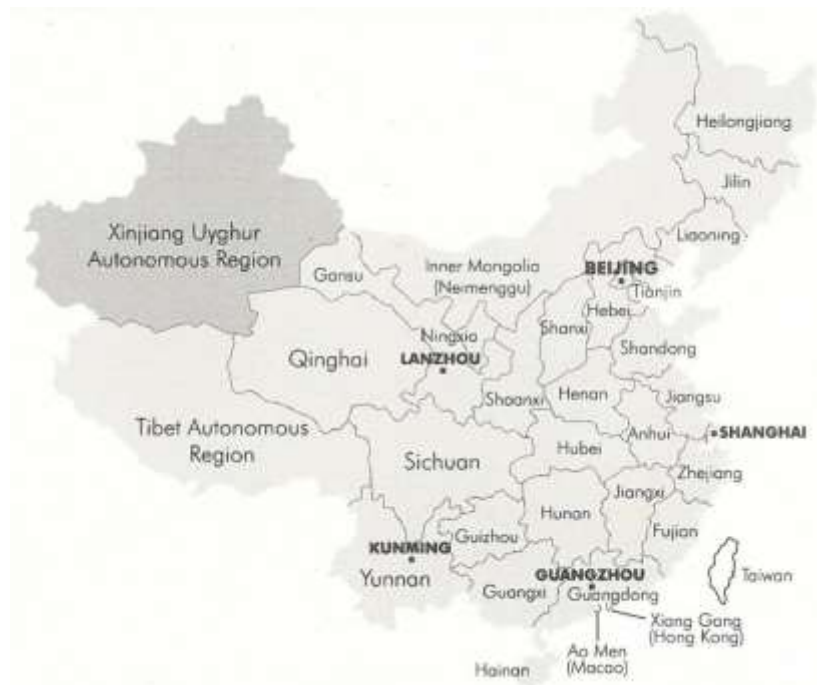 Heilongjiang
Jilin
Liaoning
Xinjiang Uyghur
Autonomous Region
Gansu
Inner Mongolia
(Neimenggu)
BEIJING
Tianjin
Hebei
Ningxia
Shanxi
Qinghai
LANZHOU
Shandong
Shaanxi
Henan
Jiangsu
Tibet Autonomous
Region
Sichuan
Hubei
Anhui
SHANGHAI
Zhejiang
Jiangxi
Hunan
Guizhou
Fujian
KUNMING
Yunnan
GUANGZHOU
Guangxi
Guangdong
Taiwan
Xiang Gang
(Hong Kong)
Ao Men
(Macao)
Hainan